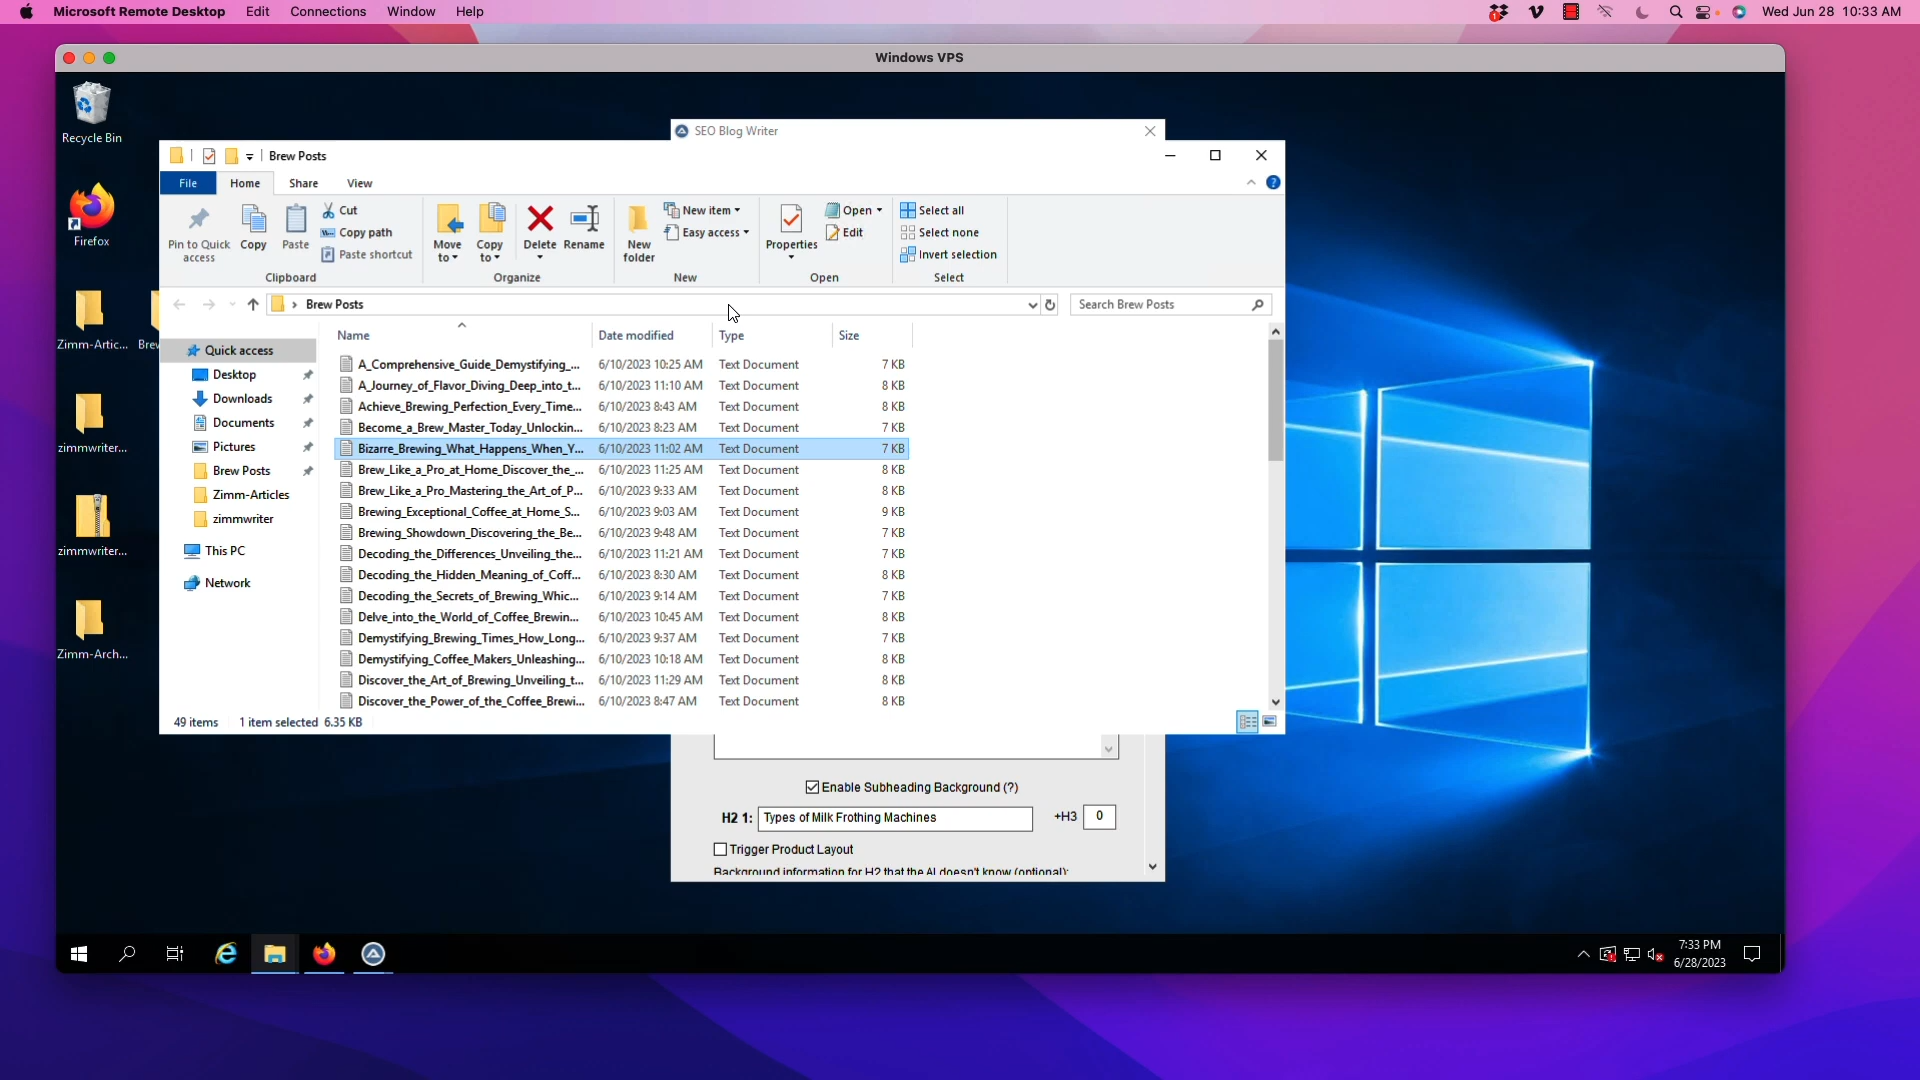 Microsoft Remote Desktop Edit Connections Window Help
1
Wed Jun 28 10:33 AM
Windows VPS
Recycle Bin
Firefox
Zimm-Artic...
Brev
zimmwriter...
zimmwriter...
Zimm-Arch...
SEO Blog Writer
Brew Posts
File Home Share View
Pin to Quick access
Copy
Paste
Cut
Copy path
Paste shortcut
Clipboard
Move to
Copy to
Delete
Rename
Organize
New folder
New item
Easy access
New
Properties
Open
Edit
Open
Select all
Select none
Invert selection
Select
Brew Posts
Search Brew Posts
Quick access
Desktop
Downloads
Documents
Pictures
Brew Posts
Zimm-Articles
zimmwriter
This PC
Network
Name Date modified Type Size
A_Comprehensive_Guide_Demystifying_... 6/10/2023 10:25 AM Text Document 7 KB
A_Journey_of_Flavor_Diving_Deep_into_t... 6/10/2023 11:10 AM Text Document 8 KB
Achieve_Brewing_Perfection_Every_Time... 6/10/2023 8:43 AM Text Document 8 KB
Become_a_Brew_Master_Today_Unlockin... 6/10/2023 8:23 AM Text Document 7 KB
Bizarre_Brewing_What_Happens_When_Y... 6/10/2023 11:02 AM Text Document 7 KB
Brew_Like_a_Pro_at_Home_Discover_the_... 6/10/2023 11:25 AM Text Document 8 KB
Brew_Like_a_Pro_Mastering_the_Art_of_P... 6/10/2023 9:33 AM Text Document 8 KB
Brewing_Exceptional_Coffee_at_Home_S... 6/10/2023 9:03 AM Text Document 9 KB
Brewing_Showdown_Discovering_the_Be... 6/10/2023 9:48 AM Text Document 7 KB
Decoding_the_Differences_Unveiling_the... 6/10/2023 11:21 AM Text Document 7 KB
Decoding_the_Hidden_Meaning_of_Coff... 6/10/2023 8:30 AM Text Document 8 KB
Decoding_the_Secrets_of_Brewing_Whic... 6/10/2023 9:14 AM Text Document 7 KB
Delve_into_the_World_of_Coffee_Brewin... 6/10/2023 10:45 AM Text Document 8 KB
Demystifying_Brewing_Times_How_Long... 6/10/2023 9:37 AM Text Document 7 KB
Demystifying_Coffee_Makers_Unleashing... 6/10/2023 10:18 AM Text Document 8 KB
Discover_the_Art_of_Brewing_Unveiling_t... 6/10/2023 11:29 AM Text Document 8 KB
Discover_the_Power_of_the_Coffee_Brewi... 6/10/2023 8:47 AM Text Document 8 KB
49 items 1 item selected 6.35 KB
Enable Subheading Background (?)
H2 1: Types of Milk Frothing Machines +H3 0
Trigger Product Layout
Background information for H2 that the AI doesn't know (optional):
7:33 PM
6/28/2023